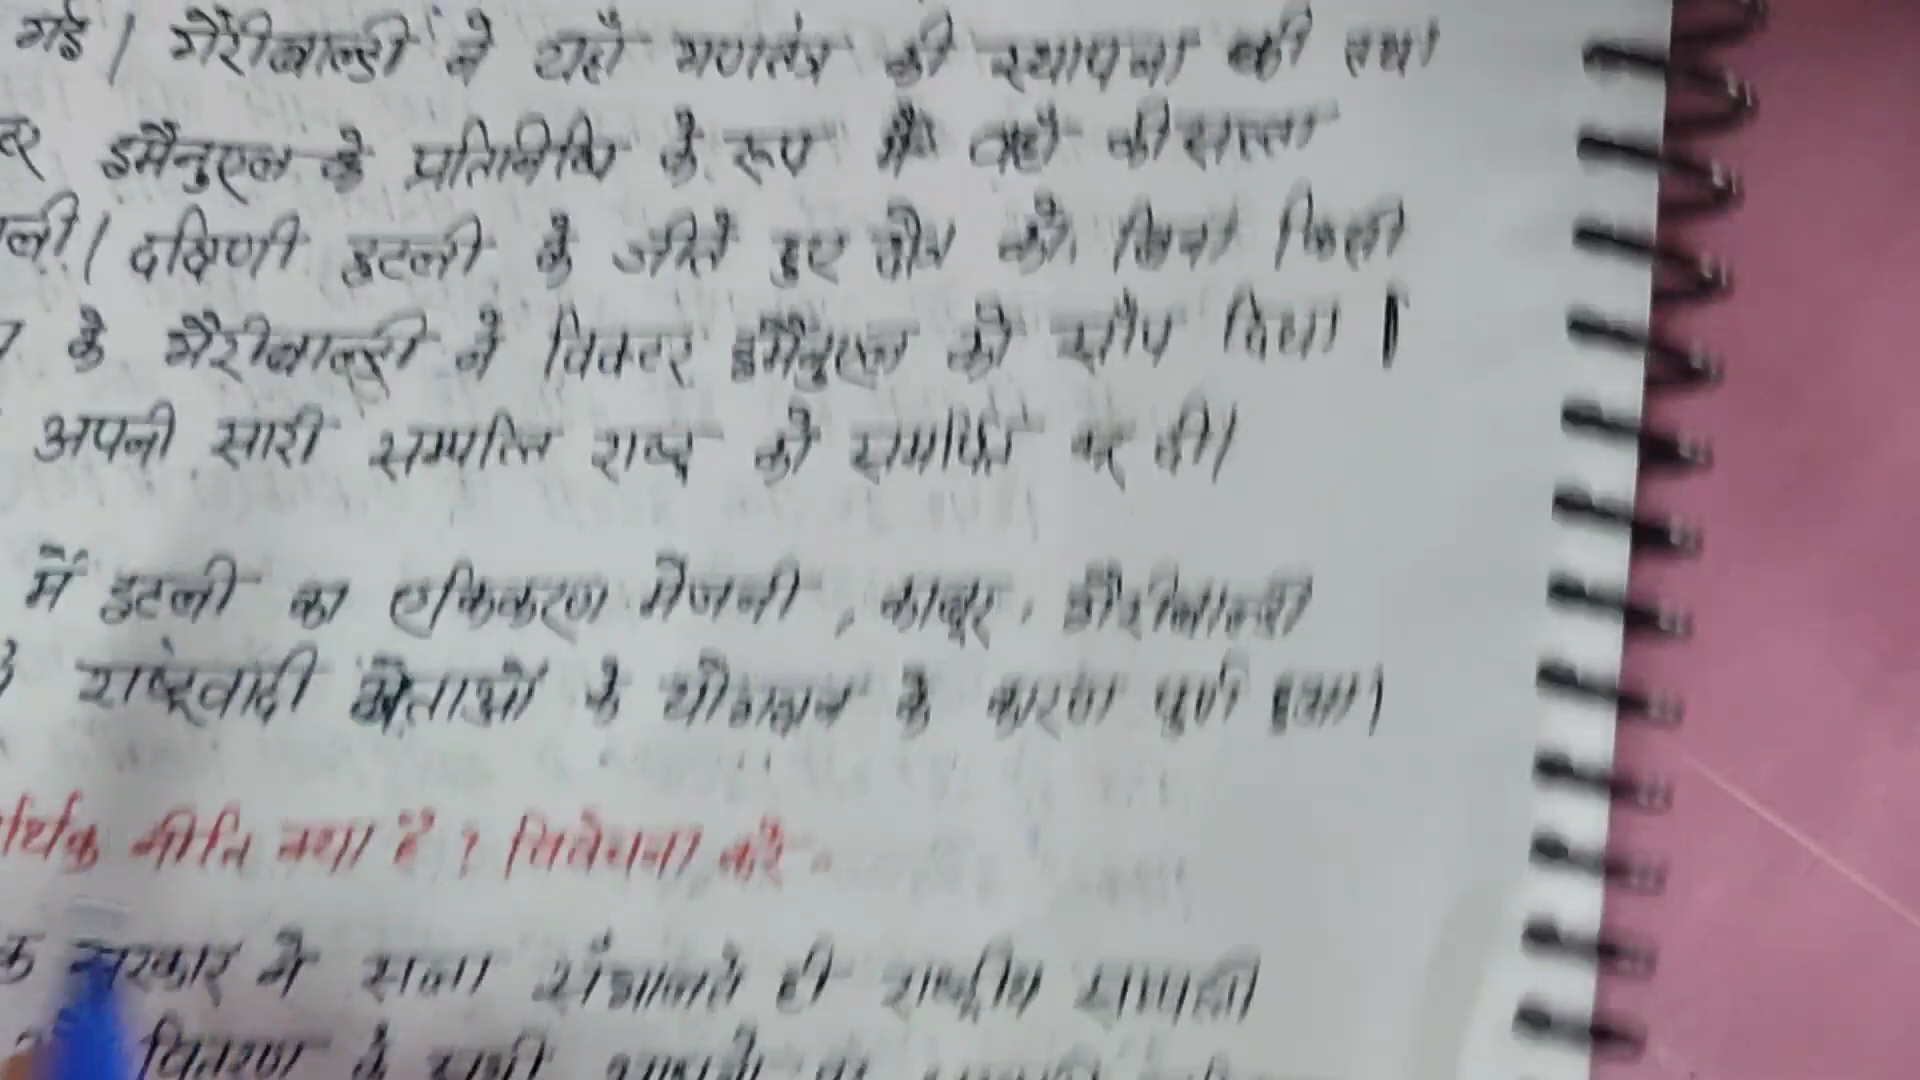 गई। गैरीबाल्डी ने यहाँ गणतंत्र की स्थापना की तथा
इमैनुएल के प्रतिनिधि के रूप में वहाँ की सत्ता
ली। दक्षिणी इटली के जीते हुए क्षेत्र को बिना किसी
के गैरीबाल्डी ने विक्टर इमैनुएल को सौंप दिया।
अपनी सारी सम्पत्ति राष्ट्र को समर्पित कर दी।
में इटली का एकिकरण मेजनी, काबूर, गैरीबाल्डी
राष्ट्रवादी नेताओं के योगदान के कारण पूर्ण हुआ।
र्थिक नीति क्या है? विवेचना करें-
सरकार ने सत्ता संभालते ही राष्ट्रीय
वितरण के